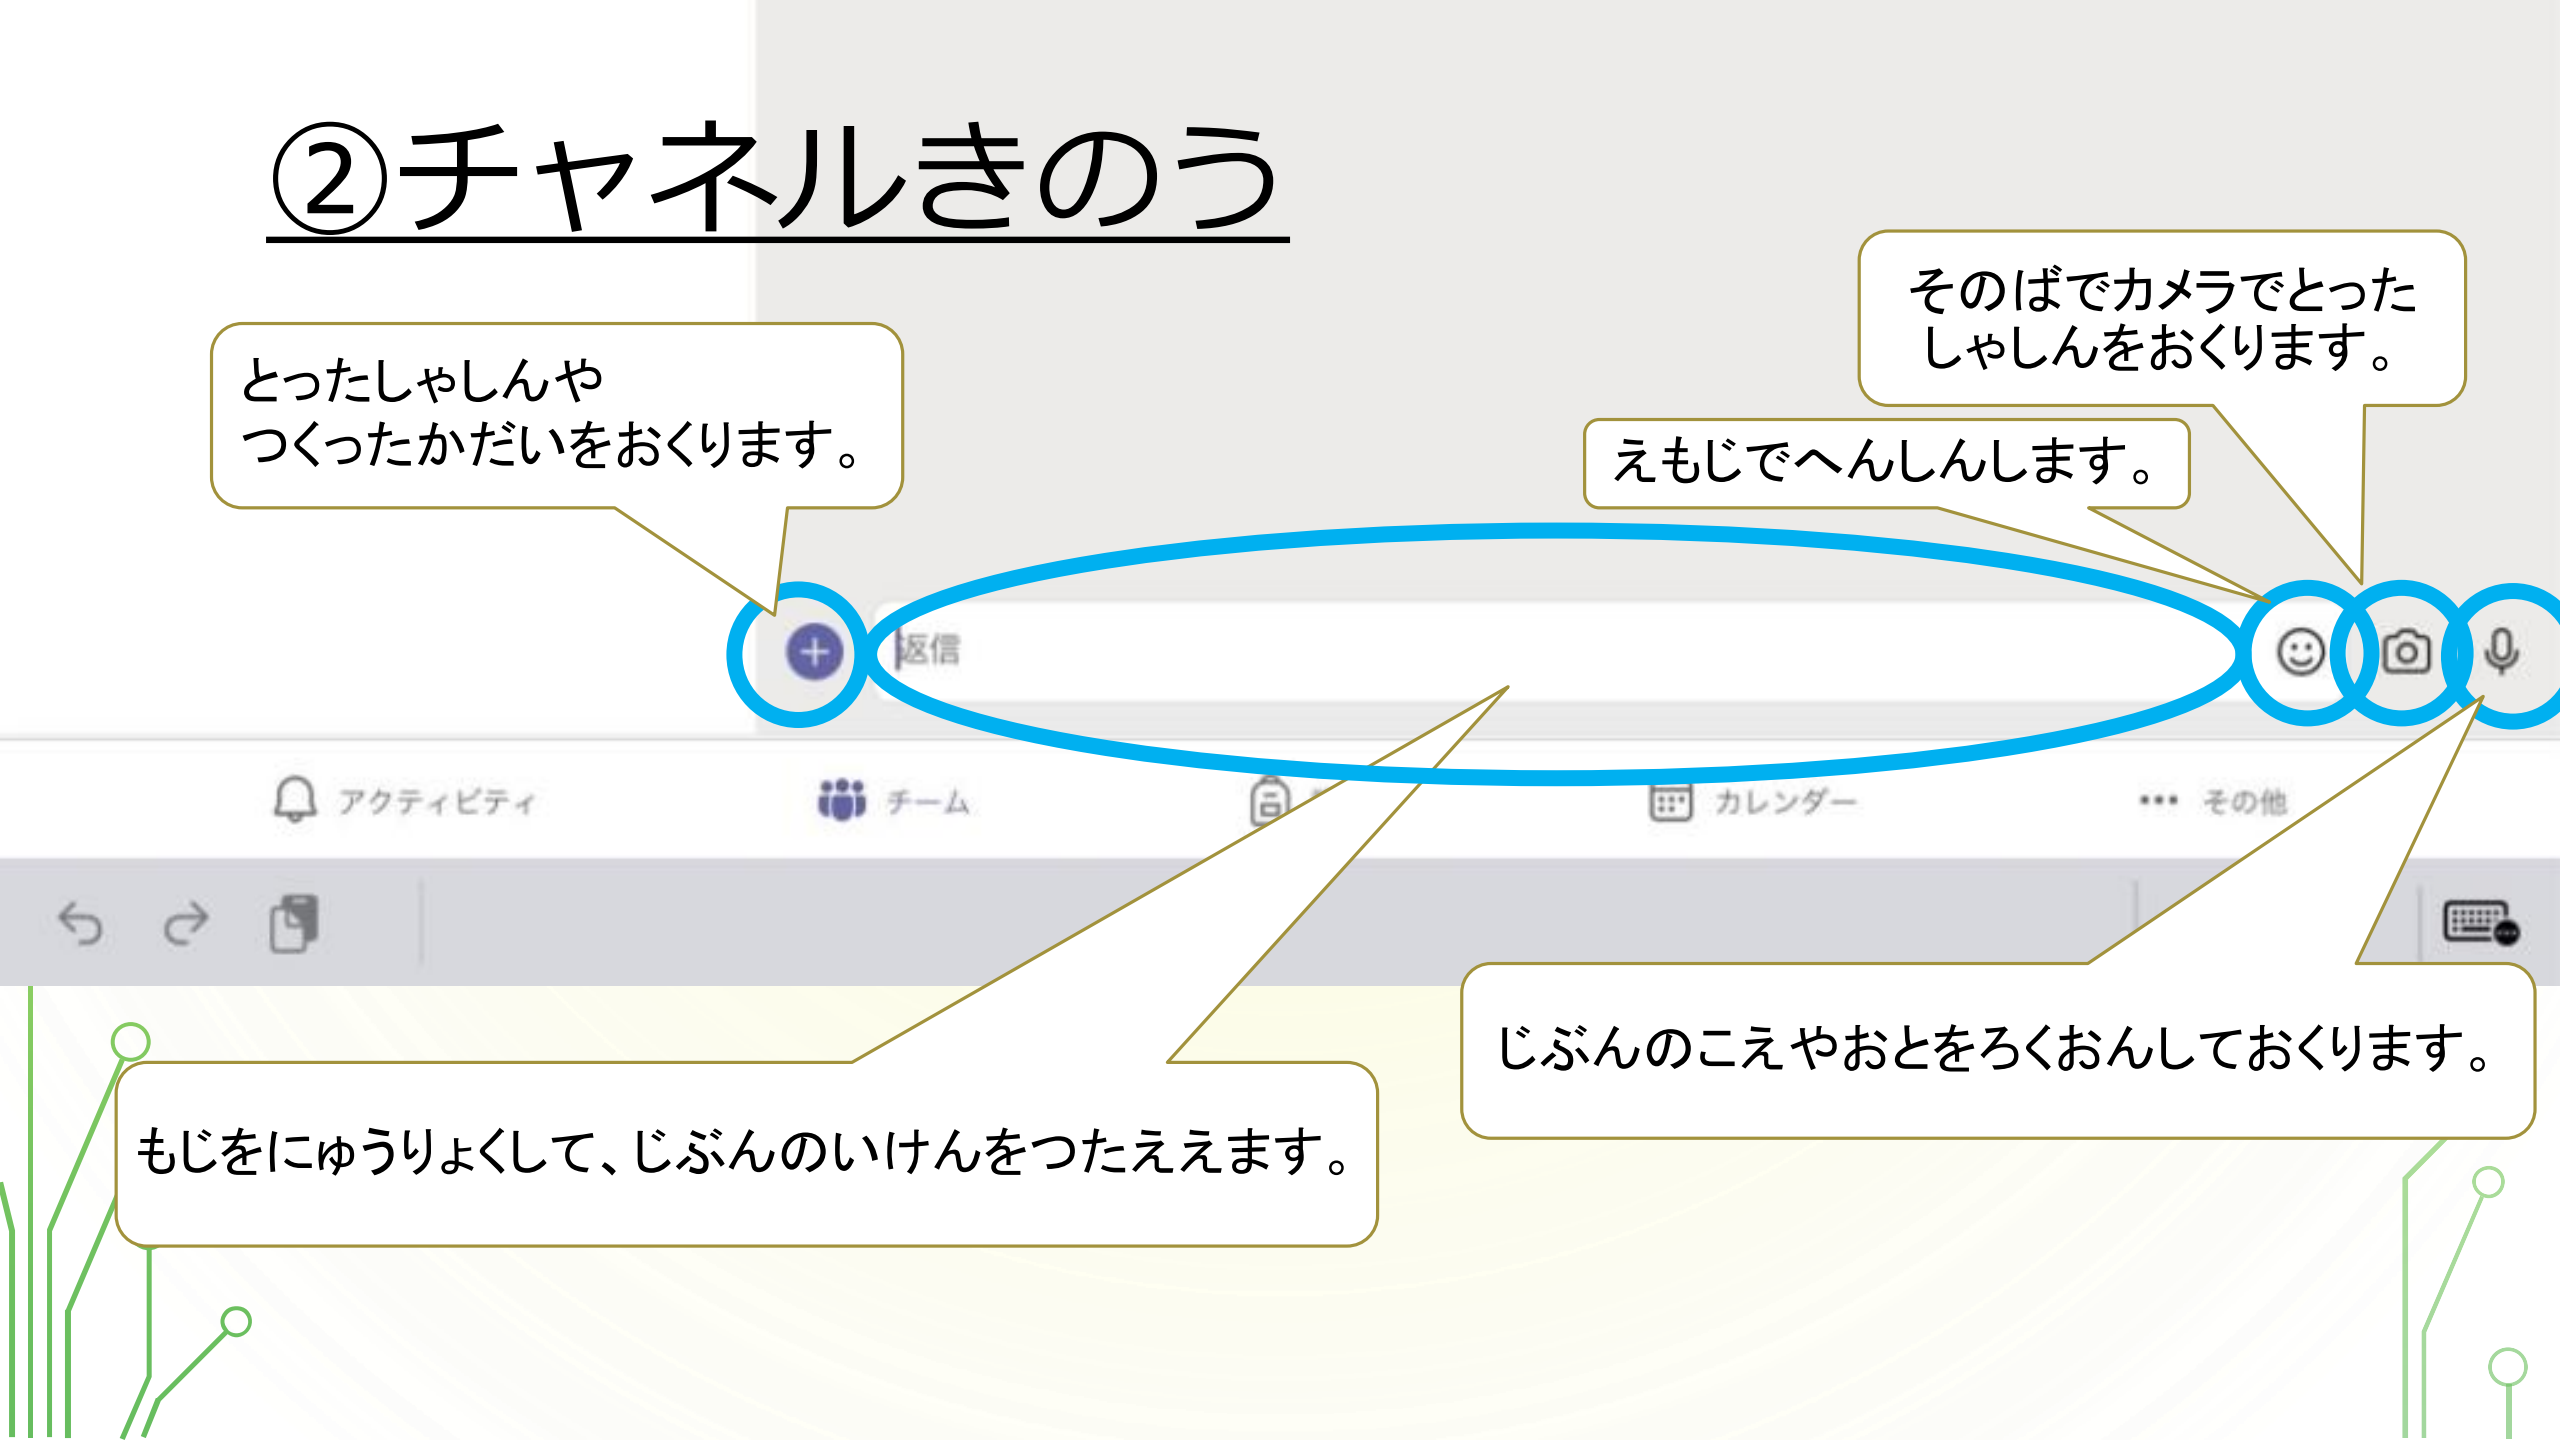 ②チャネルきのう
そのばでカメラでとった
しゃしんをおくります。
とったしゃしんや
つくったかだいをおくります。
えもじでへんしんします。
返信
アクティビティ
チーム
カレンダー
その他
じぶんのこえやおとをろくおんしておくります。
もじをにゅうりょくして、じぶんのいけんをつたええます。